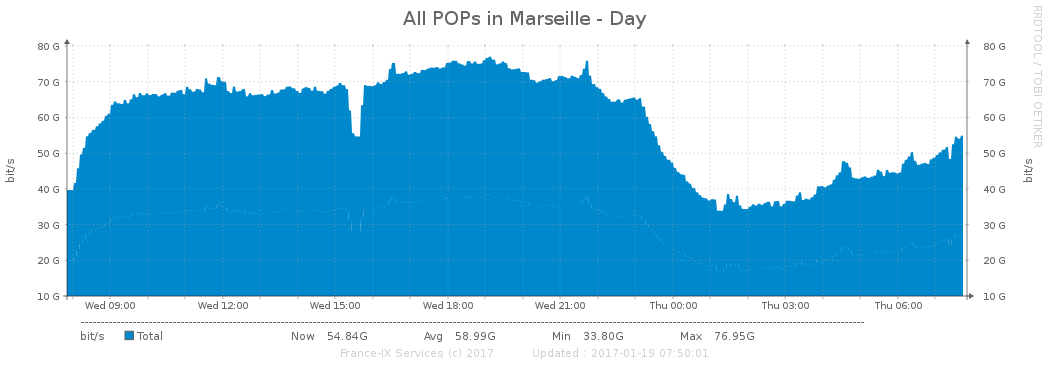 All POPs in Marseille - Day
RRDTOOL / TOBI OETIKER
80 G 80 G
70 G 70 G
60 G 60 G
50 G 50 G
bit/s bit/s
40 G 40 G
30 G 30 G
20 G 20 G
10 G 10 G
Wed 09:00 Wed 12:00 Wed 15:00 Wed 18:00 Wed 21:00 Thu 00:00 Thu 03:00 Thu 06:00
bit/s Total Now 54.84G Avg 58.99G Min 33.80G Max 76.95G
France-IX Services (c) 2017 Updated : 2017-01-19 07:50:01